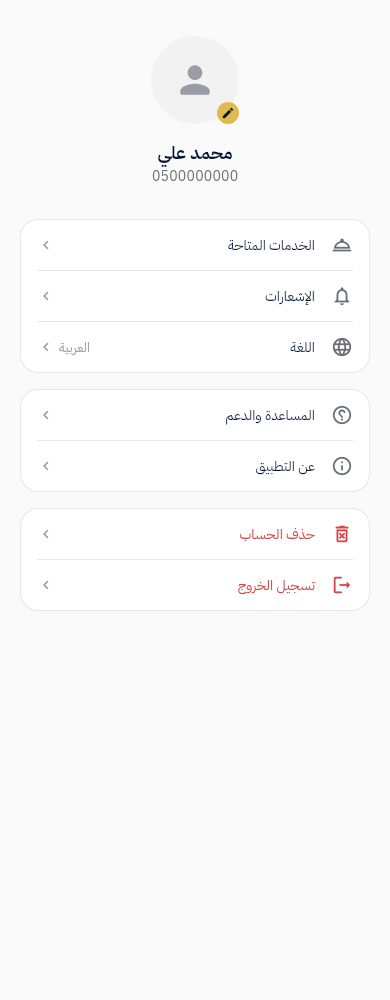 محمد علي
0500000000
الخدمات المتاحة
الإشعارات
اللغة
العربية
المساعدة والدعم
عن التطبيق
حذف الحساب
تسجيل الخروج